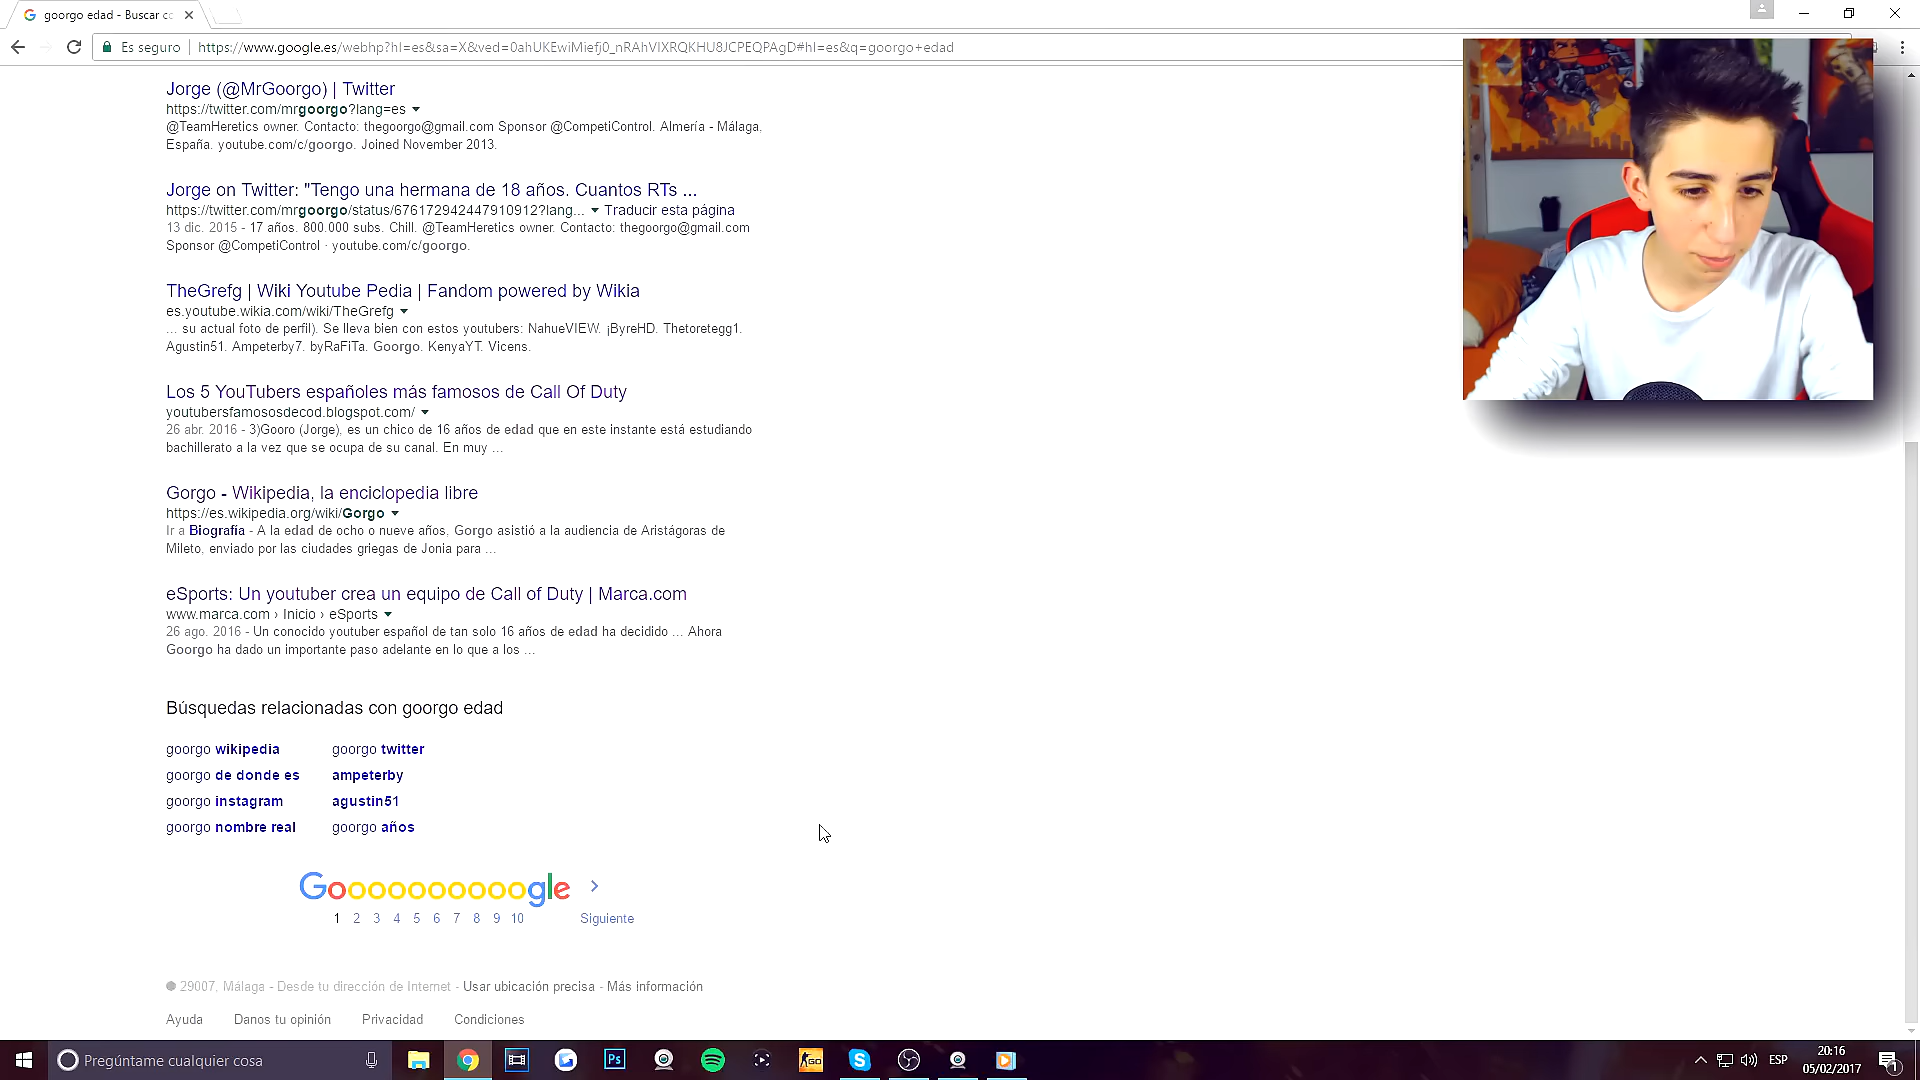 goorgo edad - Buscar co
Es seguro | https://www.google.es/webhp?hl=es&sa=X&ved=0ahUKEwiMiefj0_nRAhVIXRQKHU8JCPEQPAgD#hl=es&q=goorgo+edad
Jorge (@MrGoorgo) | Twitter
https://twitter.com/mrgoorgo?lang=es
@TeamHeretics owner. Contacto: thegoorgo@gmail.com Sponsor @CompetiControl. Almería - Málaga,
España. youtube.com/c/goorgo. Joined November 2013.
Jorge on Twitter: "Tengo una hermana de 18 años. Cuantos RTs ...
https://twitter.com/mrgoorgo/status/676172942447910912?lang... Traducir esta página
13 dic. 2015 - 17 años. 800.000 subs. Chill. @TeamHeretics owner. Contacto: thegoorgo@gmail.com
Sponsor @CompetiControl · youtube.com/c/goorgo.
TheGrefg | Wiki Youtube Pedia | Fandom powered by Wikia
es.youtube.wikia.com/wiki/TheGrefg
... su actual foto de perfil). Se lleva bien con estos youtubers: NahueVIEW. ¡ByreHD. Thetoretegg1.
Agustin51. Ampeterby7. byRaFiTa. Goorgo. KenyaYT. Vicens.
Los 5 YouTubers españoles más famosos de Call Of Duty
youtubersfamososdecod.blogspot.com/
26 abr. 2016 - 3)Gooro (Jorge), es un chico de 16 años de edad que en este instante está estudiando
bachillerato a la vez que se ocupa de su canal. En muy ...
Gorgo - Wikipedia, la enciclopedia libre
https://es.wikipedia.org/wiki/Gorgo
Ir a Biografía - A la edad de ocho o nueve años, Gorgo asistió a la audiencia de Aristágoras de
Mileto, enviado por las ciudades griegas de Jonia para ...
eSports: Un youtuber crea un equipo de Call of Duty | Marca.com
www.marca.com › Inicio › eSports
26 ago. 2016 - Un conocido youtuber español de tan solo 16 años de edad ha decidido ... Ahora
Goorgo ha dado un importante paso adelante en lo que a los ...
Búsquedas relacionadas con goorgo edad
goorgo wikipedia goorgo twitter
goorgo de donde es ampeterby
goorgo instagram agustin51
goorgo nombre real goorgo años
Goooooooooogle >
1 2 3 4 5 6 7 8 9 10 Siguiente
29007, Málaga - Desde tu dirección de Internet - Usar ubicación precisa - Más información
Ayuda Danos tu opinión Privacidad Condiciones
Pregúntame cualquier cosa
Ps
GO
ESP
20:16
05/02/2017
1